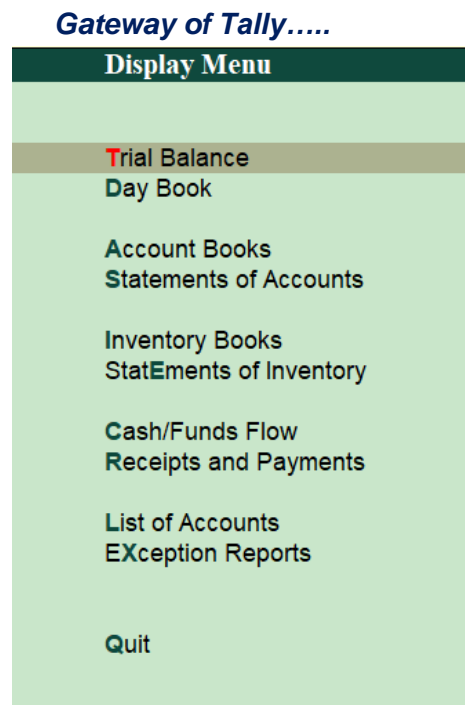 Gateway of Tally…..
Display Menu
Trial Balance
Day Book
Account Books
Statements of Accounts
Inventory Books
StatEments of Inventory
Cash/Funds Flow
Receipts and Payments
List of Accounts
EXception Reports
Quit